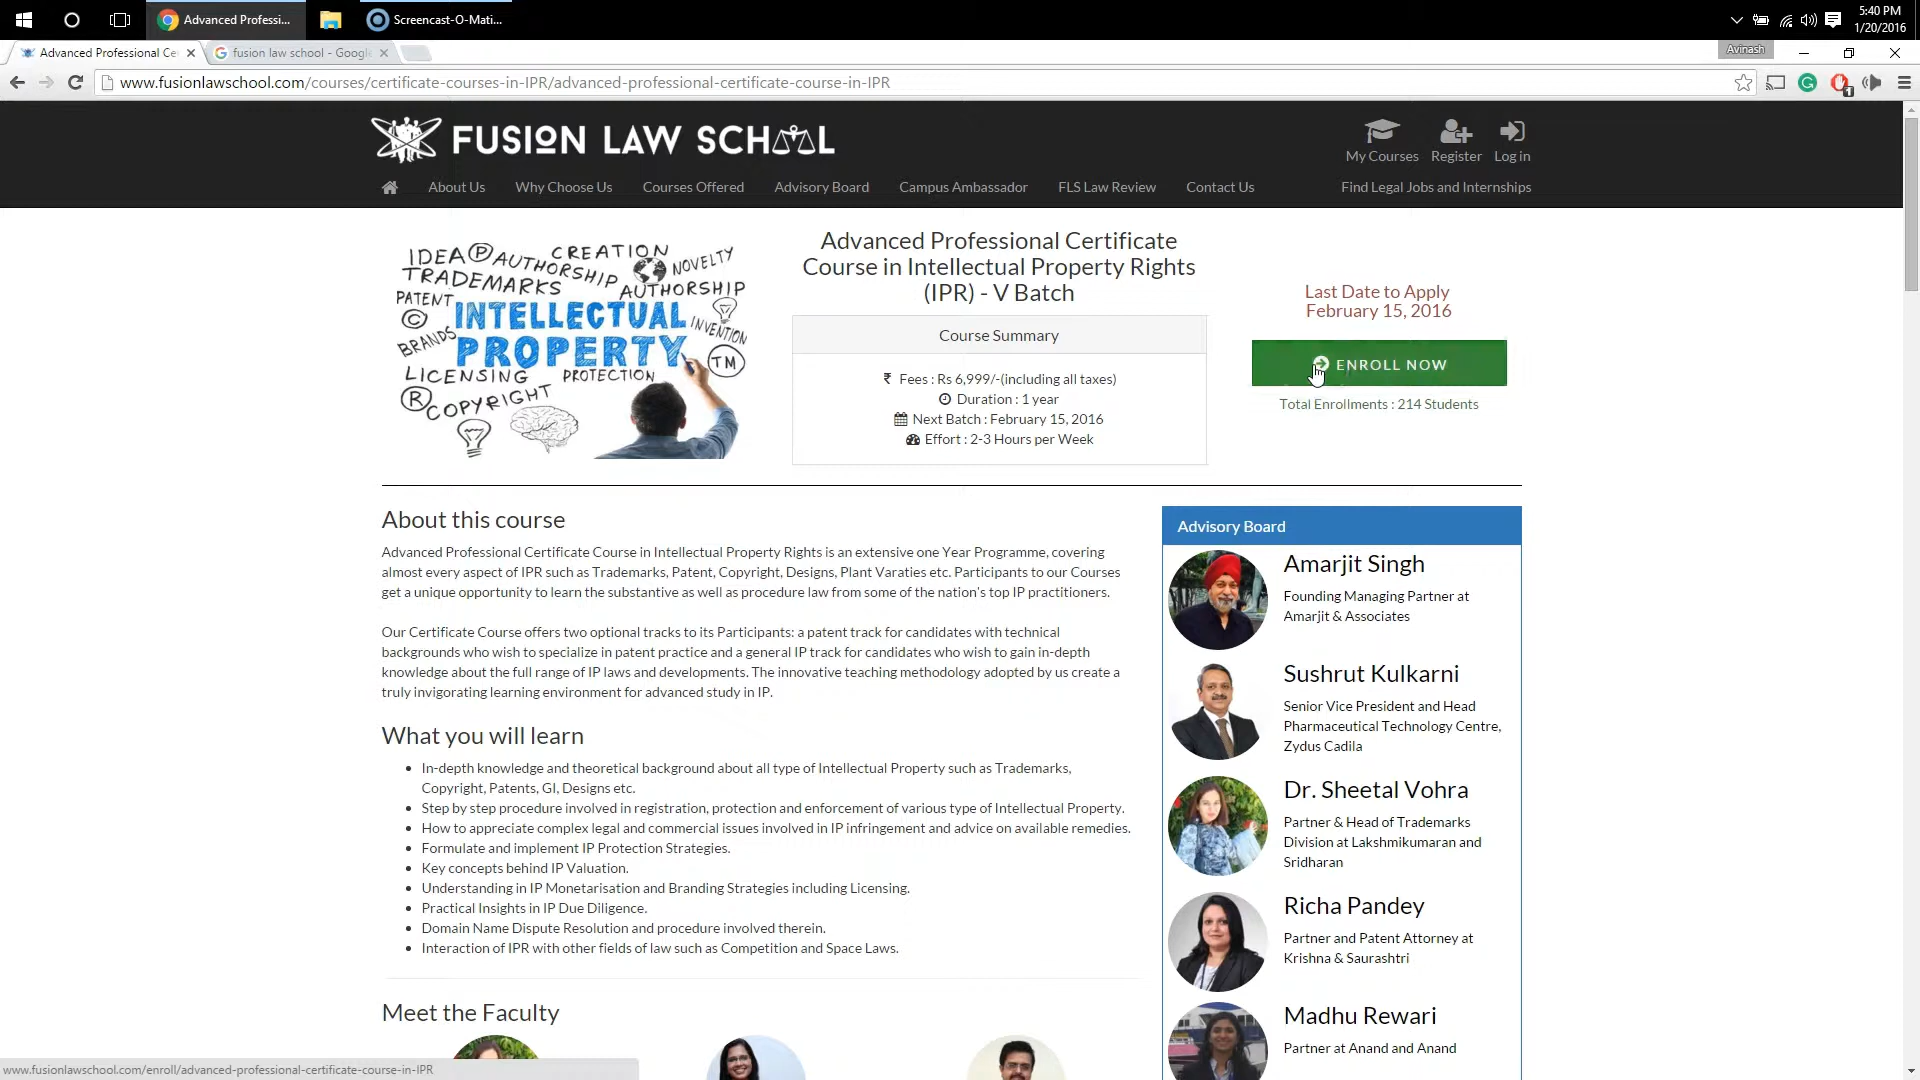 Advanced Professi...
Screencast-O-Mati...
5:40 PM
1/20/2016
Advanced Professional Ce
fusion law school - Googl
Avinash
www.fusionlawschool.com/courses/certificate-courses-in-IPR/advanced-professional-certificate-course-in-IPR
1
FUSION LAW SCHOOL
My Courses
Register
Log in
About Us
Why Choose Us
Courses Offered
Advisory Board
Campus Ambassador
FLS Law Review
Contact Us
Find Legal Jobs and Internships
IDEA
CREATION
NOVELTY
AUTHORSHIP
TRADEMARKS
AUTHORSHIP
PATENT
INTELLECTUAL
INVENTION
BRANDS
PROPERTY
TM
LICENSING
PROTECTION
COPYRIGHT
Advanced Professional Certificate
Course in Intellectual Property Rights
(IPR) - V Batch
Course Summary
₹ Fees : Rs 6,999/-(including all taxes)
Duration : 1 year
Next Batch : February 15, 2016
Effort : 2-3 Hours per Week
Last Date to Apply
February 15, 2016
ENROLL NOW
Total Enrollments : 214 Students
About this course
Advanced Professional Certificate Course in Intellectual Property Rights is an extensive one Year Programme, covering
almost every aspect of IPR such as Trademarks, Patent, Copyright, Designs, Plant Varaties etc. Participants to our Courses
get a unique opportunity to learn the substantive as well as procedure law from some of the nation's top IP practitioners.
Our Certificate Course offers two optional tracks to its Participants: a patent track for candidates with technical
backgrounds who wish to specialize in patent practice and a general IP track for candidates who wish to gain in-depth
knowledge about the full range of IP laws and developments. The innovative teaching methodology adopted by us create a
truly invigorating learning environment for advanced study in IP.
What you will learn
In-depth knowledge and theoretical background about all type of Intellectual Property such as Trademarks,
Copyright, Patents, GI, Designs etc.
Step by step procedure involved in registration, protection and enforcement of various type of Intellectual Property.
How to appreciate complex legal and commercial issues involved in IP infringement and advice on available remedies.
Formulate and implement IP Protection Strategies.
Key concepts behind IP Valuation.
Understanding in IP Monetarisation and Branding Strategies including Licensing.
Practical Insights in IP Due Diligence.
Domain Name Dispute Resolution and procedure involved therein.
Interaction of IPR with other fields of law such as Competition and Space Laws.
Meet the Faculty
Advisory Board
Amarjit Singh
Founding Managing Partner at
Amarjit & Associates
Sushrut Kulkarni
Senior Vice President and Head
Pharmaceutical Technology Centre,
Zydus Cadila
Dr. Sheetal Vohra
Partner & Head of Trademarks
Division at Lakshmikumaran and
Sridharan
Richa Pandey
Partner and Patent Attorney at
Krishna & Saurashtri
Madhu Rewari
Partner at Anand and Anand
www.fusionlawschool.com/enroll/advanced-professional-certificate-course-in-IPR